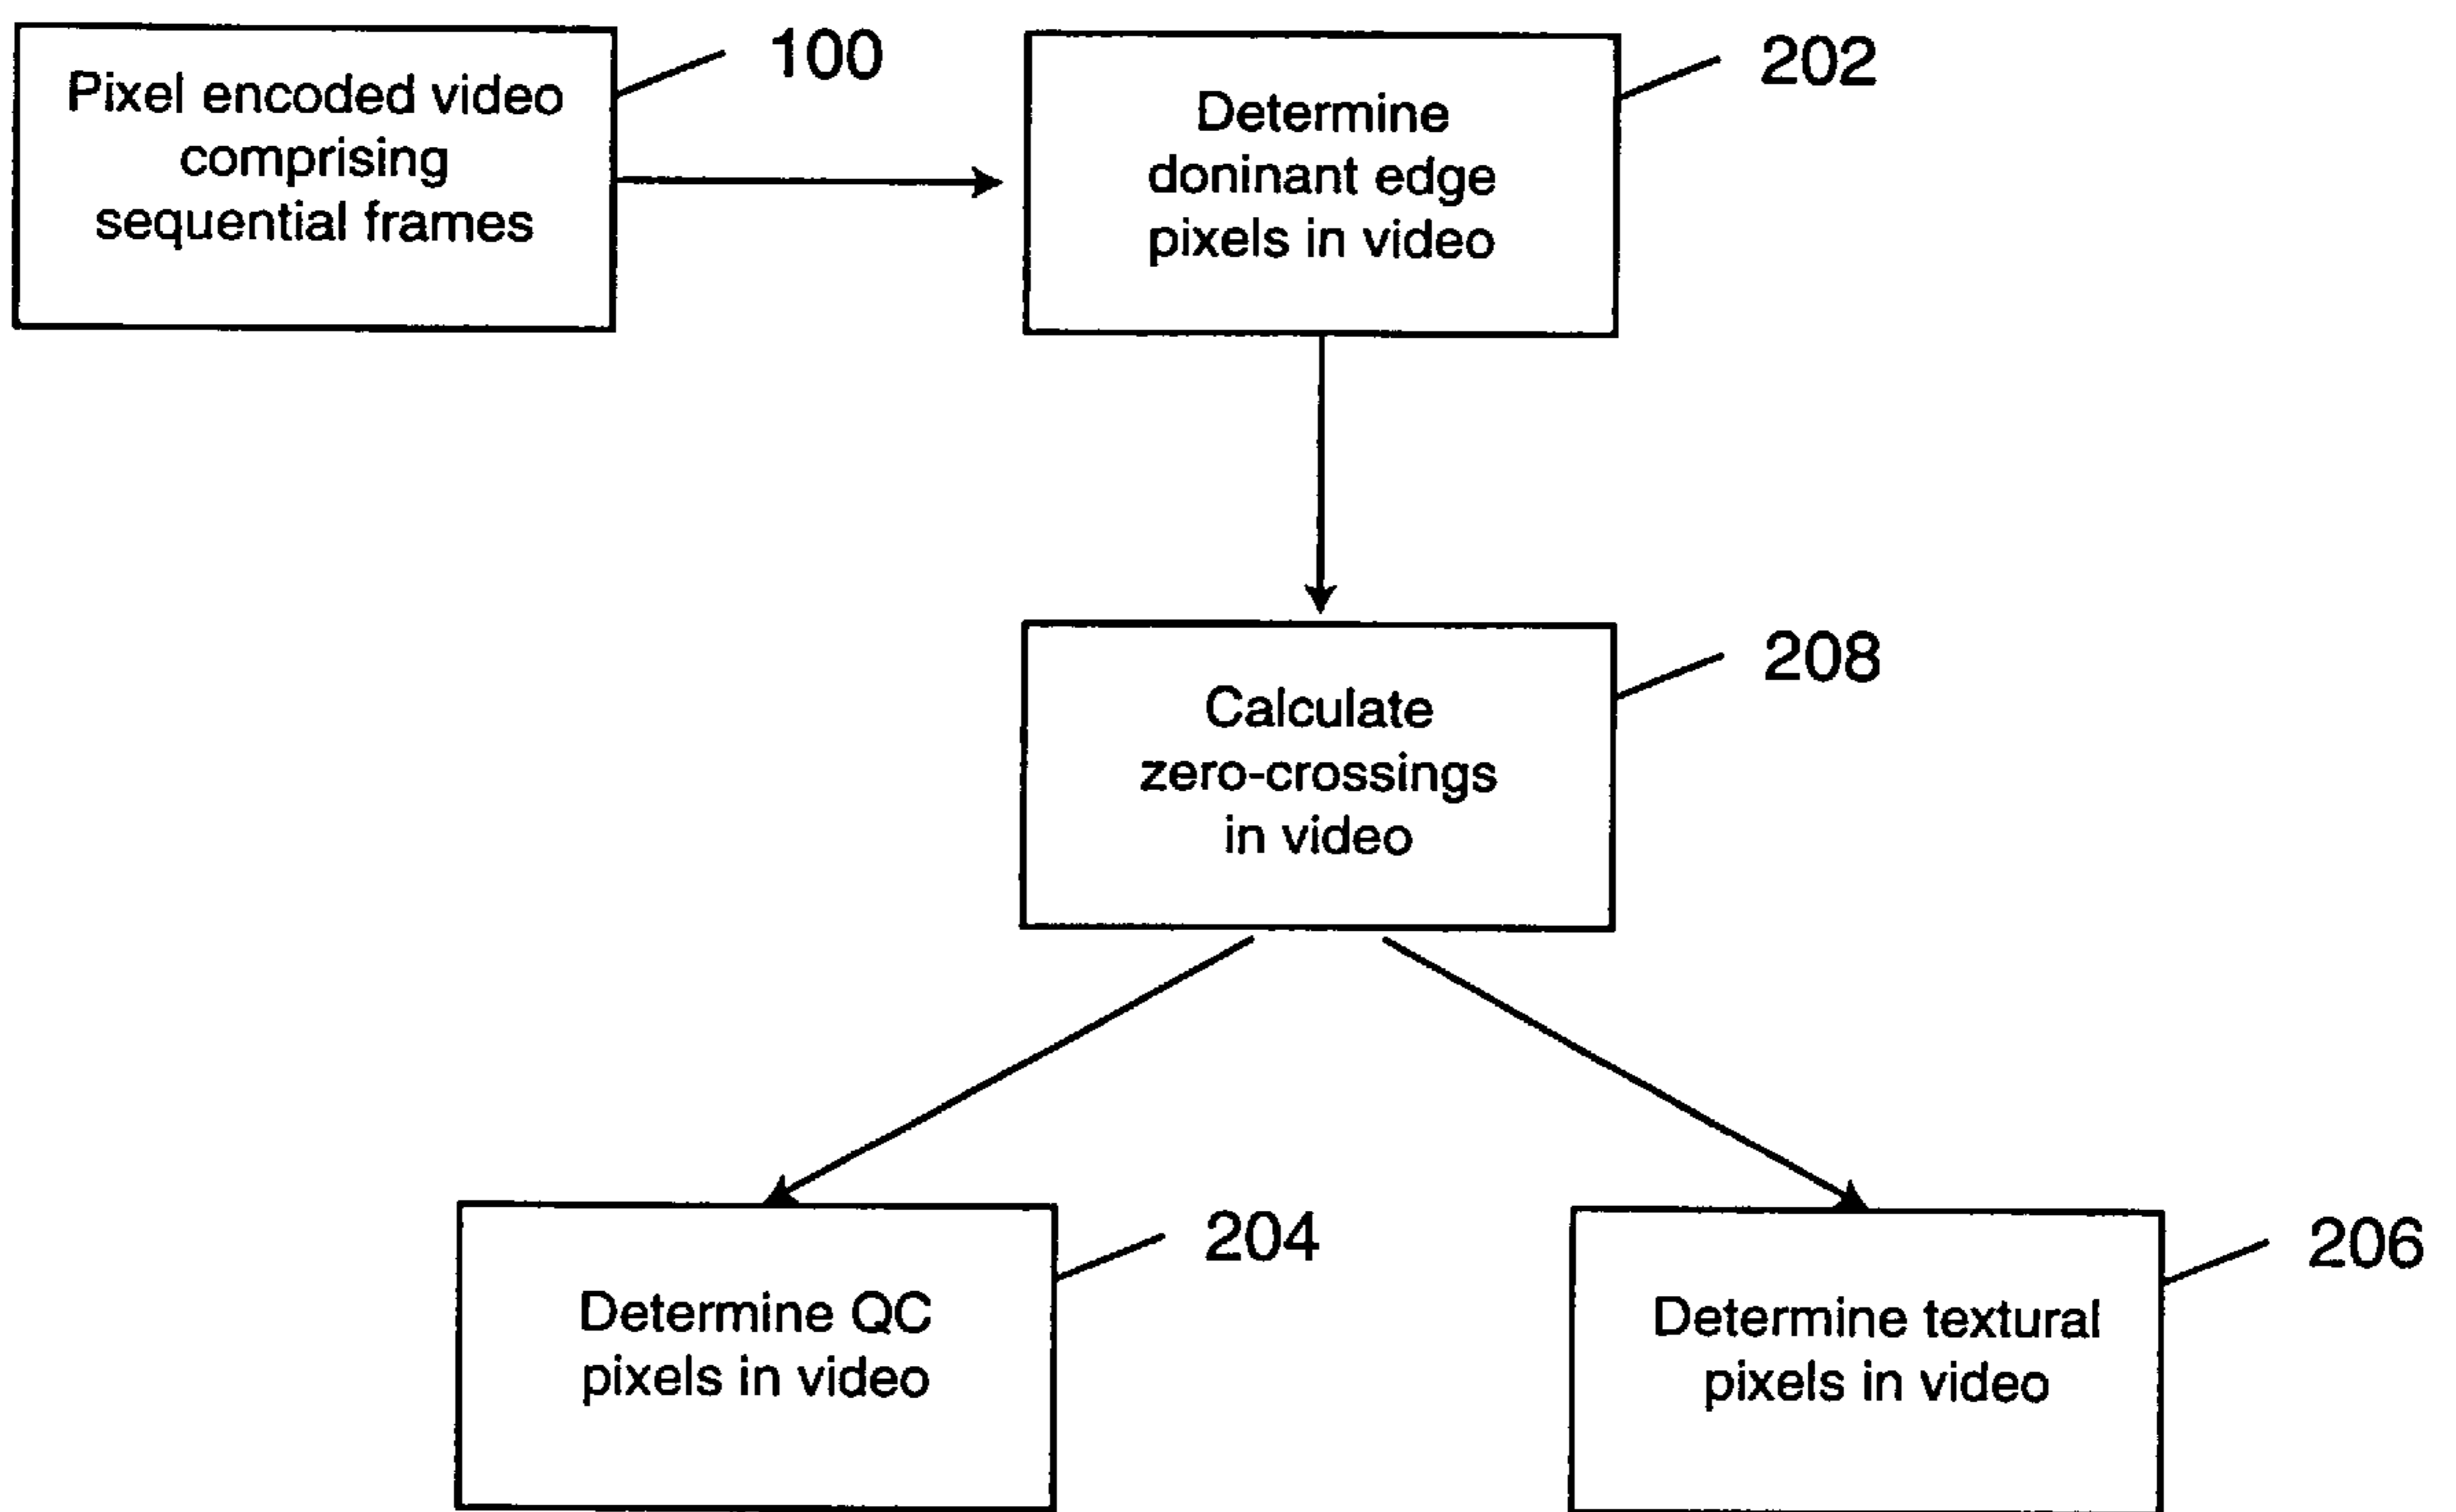 Pixel encoded video
comprising
sequential frames
100
Determine
doninant edge
pixels in video
202
Calculate
zero-crossings
in video
208
Determine QC
pixels in video
204
Determine textural
pixels in video
206